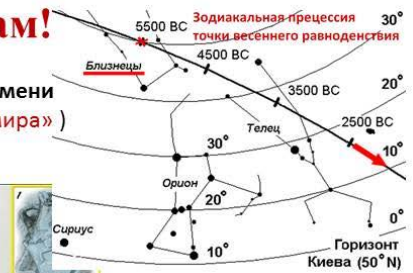 ам!
Зодиакальная прецессия
точки весеннего равноденствия
5500 BC
30°
Близнецы
4500 BC
мени
20°
3500 BC
мира» )
Телец
2500 BC
30°
10°
Орион
20°
0°
Сириус
10°
Горизонт
Киева (50°N)